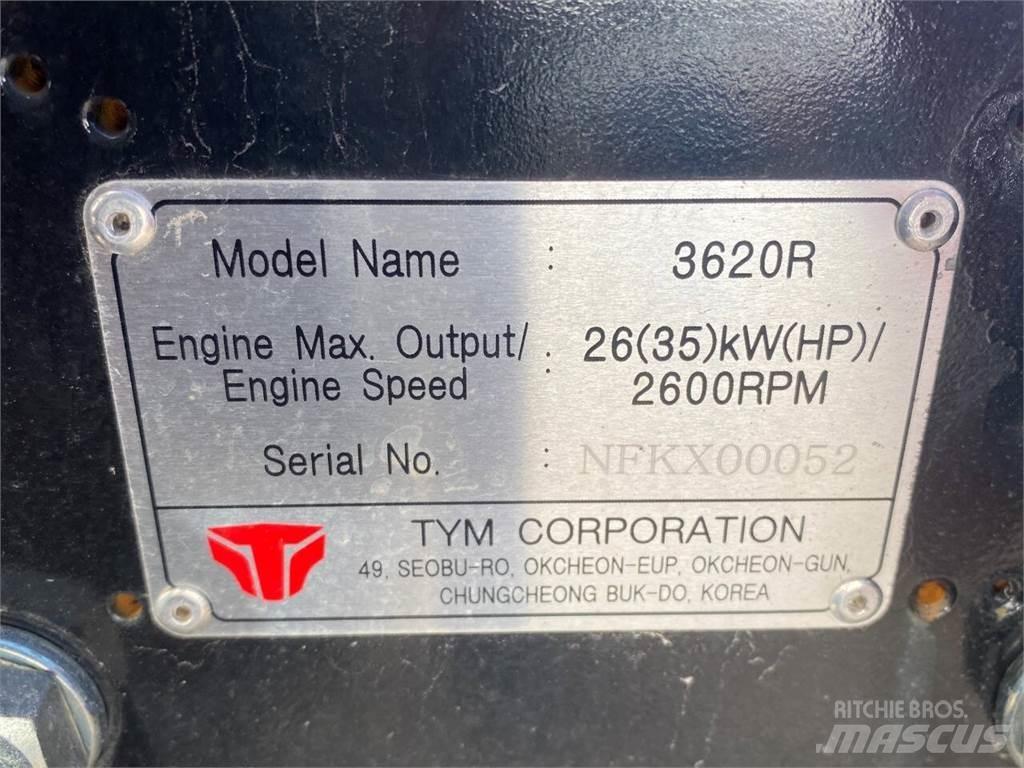 Model Name : 3620R
Engine Max. Output/ : 26(35)kW(HP)/
Engine Speed : 2600RPM
Serial No. : NFKX00052
TYM CORPORATION
49, SEOBU-RO, OKCHEON-EUP, OKCHEON-GUN,
CHUNGCHEONG BUK-DO, KOREA
RITCHIE BROS.
MASCUS